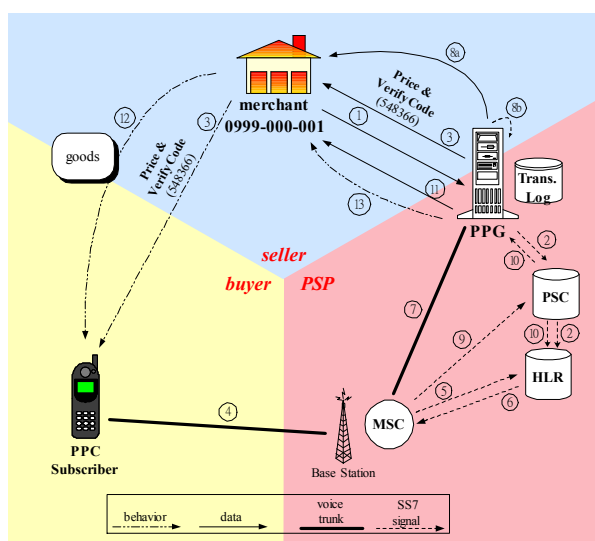 8a
8b
Price &
Verify Code
(548366)
merchant
0999-000-001
12
3
1
3
goods
Price &
Verify Code
(548366)
Trans.
Log
11
13
PPG
2
10
seller
buyer PSP
PSC
7
9
10
2
HLR
5
6
4
MSC
PPC
Subscriber
Base Station
behavior
data
voice
trunk
SS7
signal